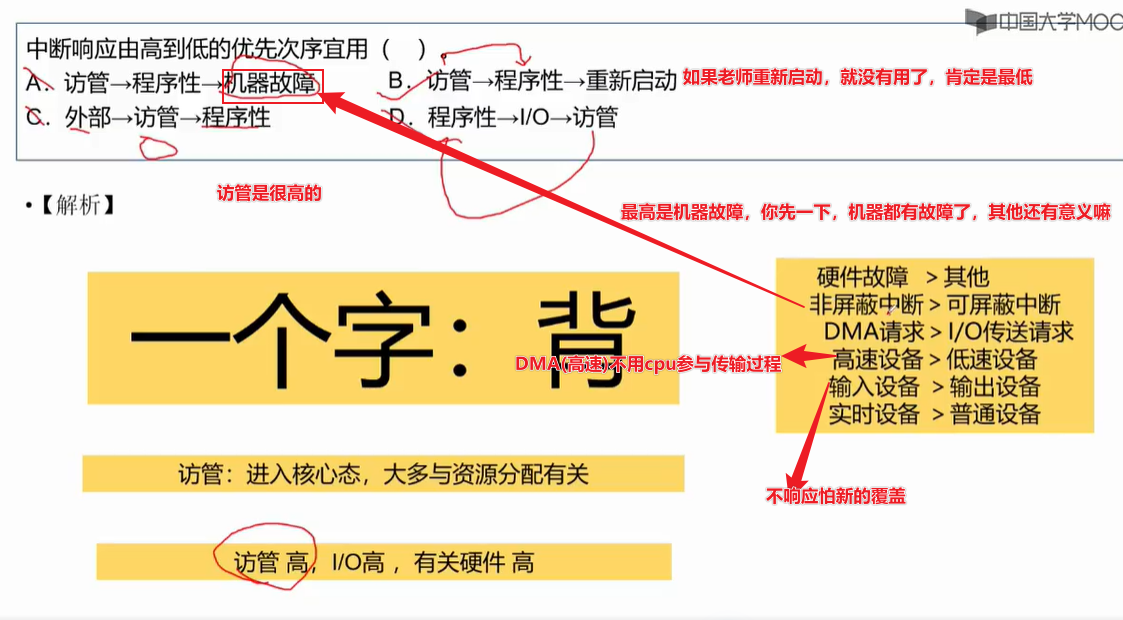 中国大学MOO
中断响应由高到低的优先次序宜用（ ）。
A. 访管→程序性→机器故障
B. 访管→程序性→重新启动
如果老师重新启动，就没有用了，肯定是最低
C. 外部→访管→程序性
D. 程序性→I/O→访管
·【解析】
访管是很高的
最高是机器故障，你先一下，机器都有故障了，其他还有意义嘛
一个字：背
硬件故障 > 其他
非屏蔽中断 > 可屏蔽中断
DMA请求 > I/O传送请求
高速设备 > 低速设备
输入设备 > 输出设备
实时设备 > 普通设备
DMA(高速)不用cpu参与传输过程
访管：进入核心态，大多与资源分配有关
不响应怕新的覆盖
访管 高，I/O高 ，有关硬件 高